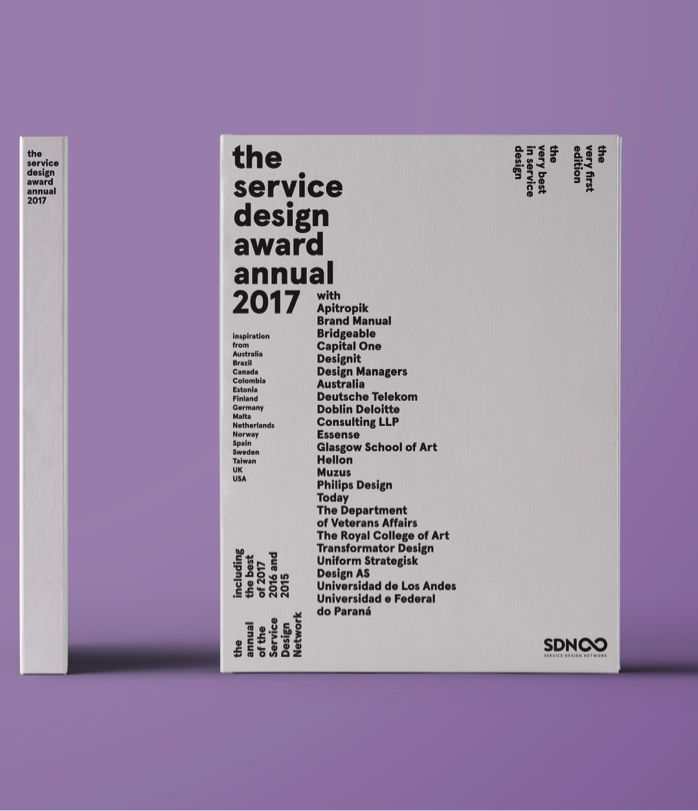 the
service
design
award
annual
2017
the
service
design
award
annual
2017
with
Apitropik
Brand Manual
Bridgeable
Capital One
Designit
Design Managers
Australia
Deutsche Telekom
Doblin Deloitte
Consulting LLP
Essense
Glasgow School of Art
Hellon
Muzus
Philips Design
Today
The Department
of Veterans Affairs
The Royal College of Art
Transformator Design
Uniform Strategisk
Design AS
Universidad de Los Andes
Universidad e Federal
do Paraná
inspiration
from
Australia
Brazil
Canada
Colombia
Estonia
Finland
Germany
Malta
Netherlands
Norway
Spain
Sweden
Taiwan
UK
USA
including
the best
of 2017
2016 and
2015
the
annual
of the
Service
Design
Network
the
very best
in service
design
the
very first
edition
SDN
SERVICE DESIGN NETWORK